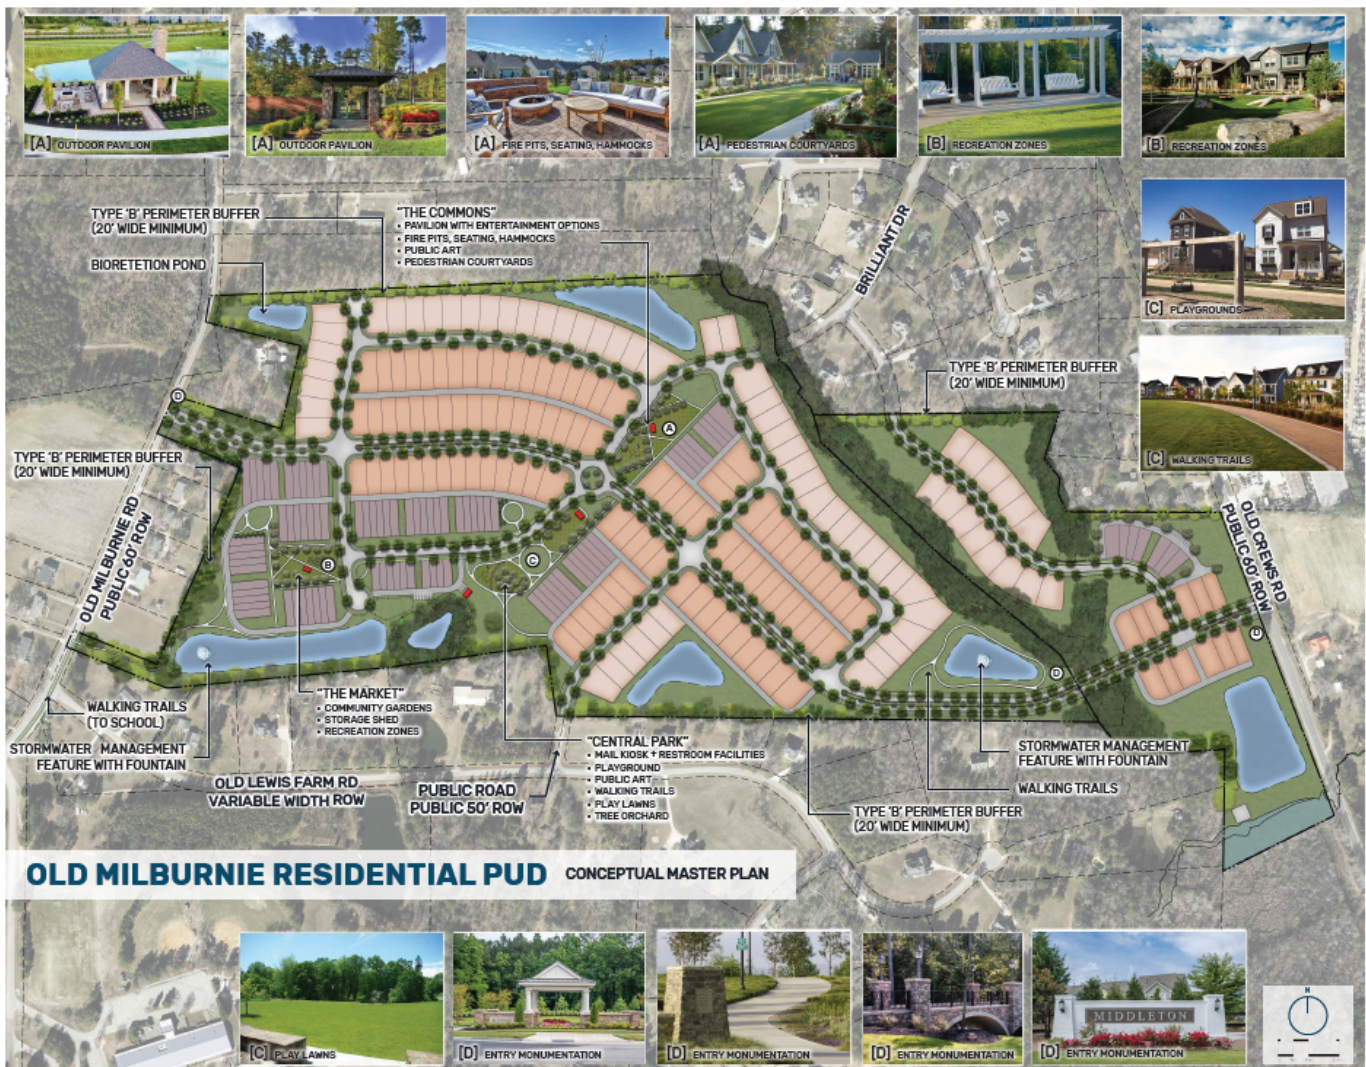 [A] OUTDOOR PAVILION
[A] OUTDOOR PAVILION
[A] FIRE PITS, SEATING, HAMMOCKS
[A] PEDESTRIAN COURTYARDS
[B] RECREATION ZONES
[B] RECREATION ZONES
[C] PLAYGROUNDS
[C] WALKING TRAILS
TYPE 'B' PERIMETER BUFFER
(20' WIDE MINIMUM)
BIORETETION POND
"THE COMMONS"
• PAVILION WITH ENTERTAINMENT OPTIONS
• FIRE PITS, SEATING, HAMMOCKS
• PUBLIC ART
• PEDESTRIAN COURTYARDS
BRILLIANT DR
TYPE 'B' PERIMETER BUFFER
(20' WIDE MINIMUM)
D
A
TYPE 'B' PERIMETER BUFFER
(20' WIDE MINIMUM)
OLD MILBURNIE RD
PUBLIC 60' ROW
OLD CREWS RD
PUBLIC 60' ROW
B
C
D
D
WALKING TRAILS
(TO SCHOOL)
STORMWATER MANAGEMENT
FEATURE WITH FOUNTAIN
"THE MARKET"
• COMMUNITY GARDENS
• STORAGE SHED
• RECREATION ZONES
OLD LEWIS FARM RD
VARIABLE WIDTH ROW
PUBLIC ROAD
PUBLIC 50' ROW
"CENTRAL PARK"
• MAIL KIOSK + RESTROOM FACILITIES
• PLAYGROUND
• PUBLIC ART
• WALKING TRAILS
• PLAY LAWNS
• TREE ORCHARD
STORMWATER MANAGEMENT
FEATURE WITH FOUNTAIN
WALKING TRAILS
TYPE 'B' PERIMETER BUFFER
(20' WIDE MINIMUM)
OLD MILBURNIE RESIDENTIAL PUD CONCEPTUAL MASTER PLAN
[C] PLAY LAWNS
[D] ENTRY MONUMENTATION
[D] ENTRY MONUMENTATION
[D] ENTRY MONUMENTATION
MIDDLETON
[D] ENTRY MONUMENTATION
N